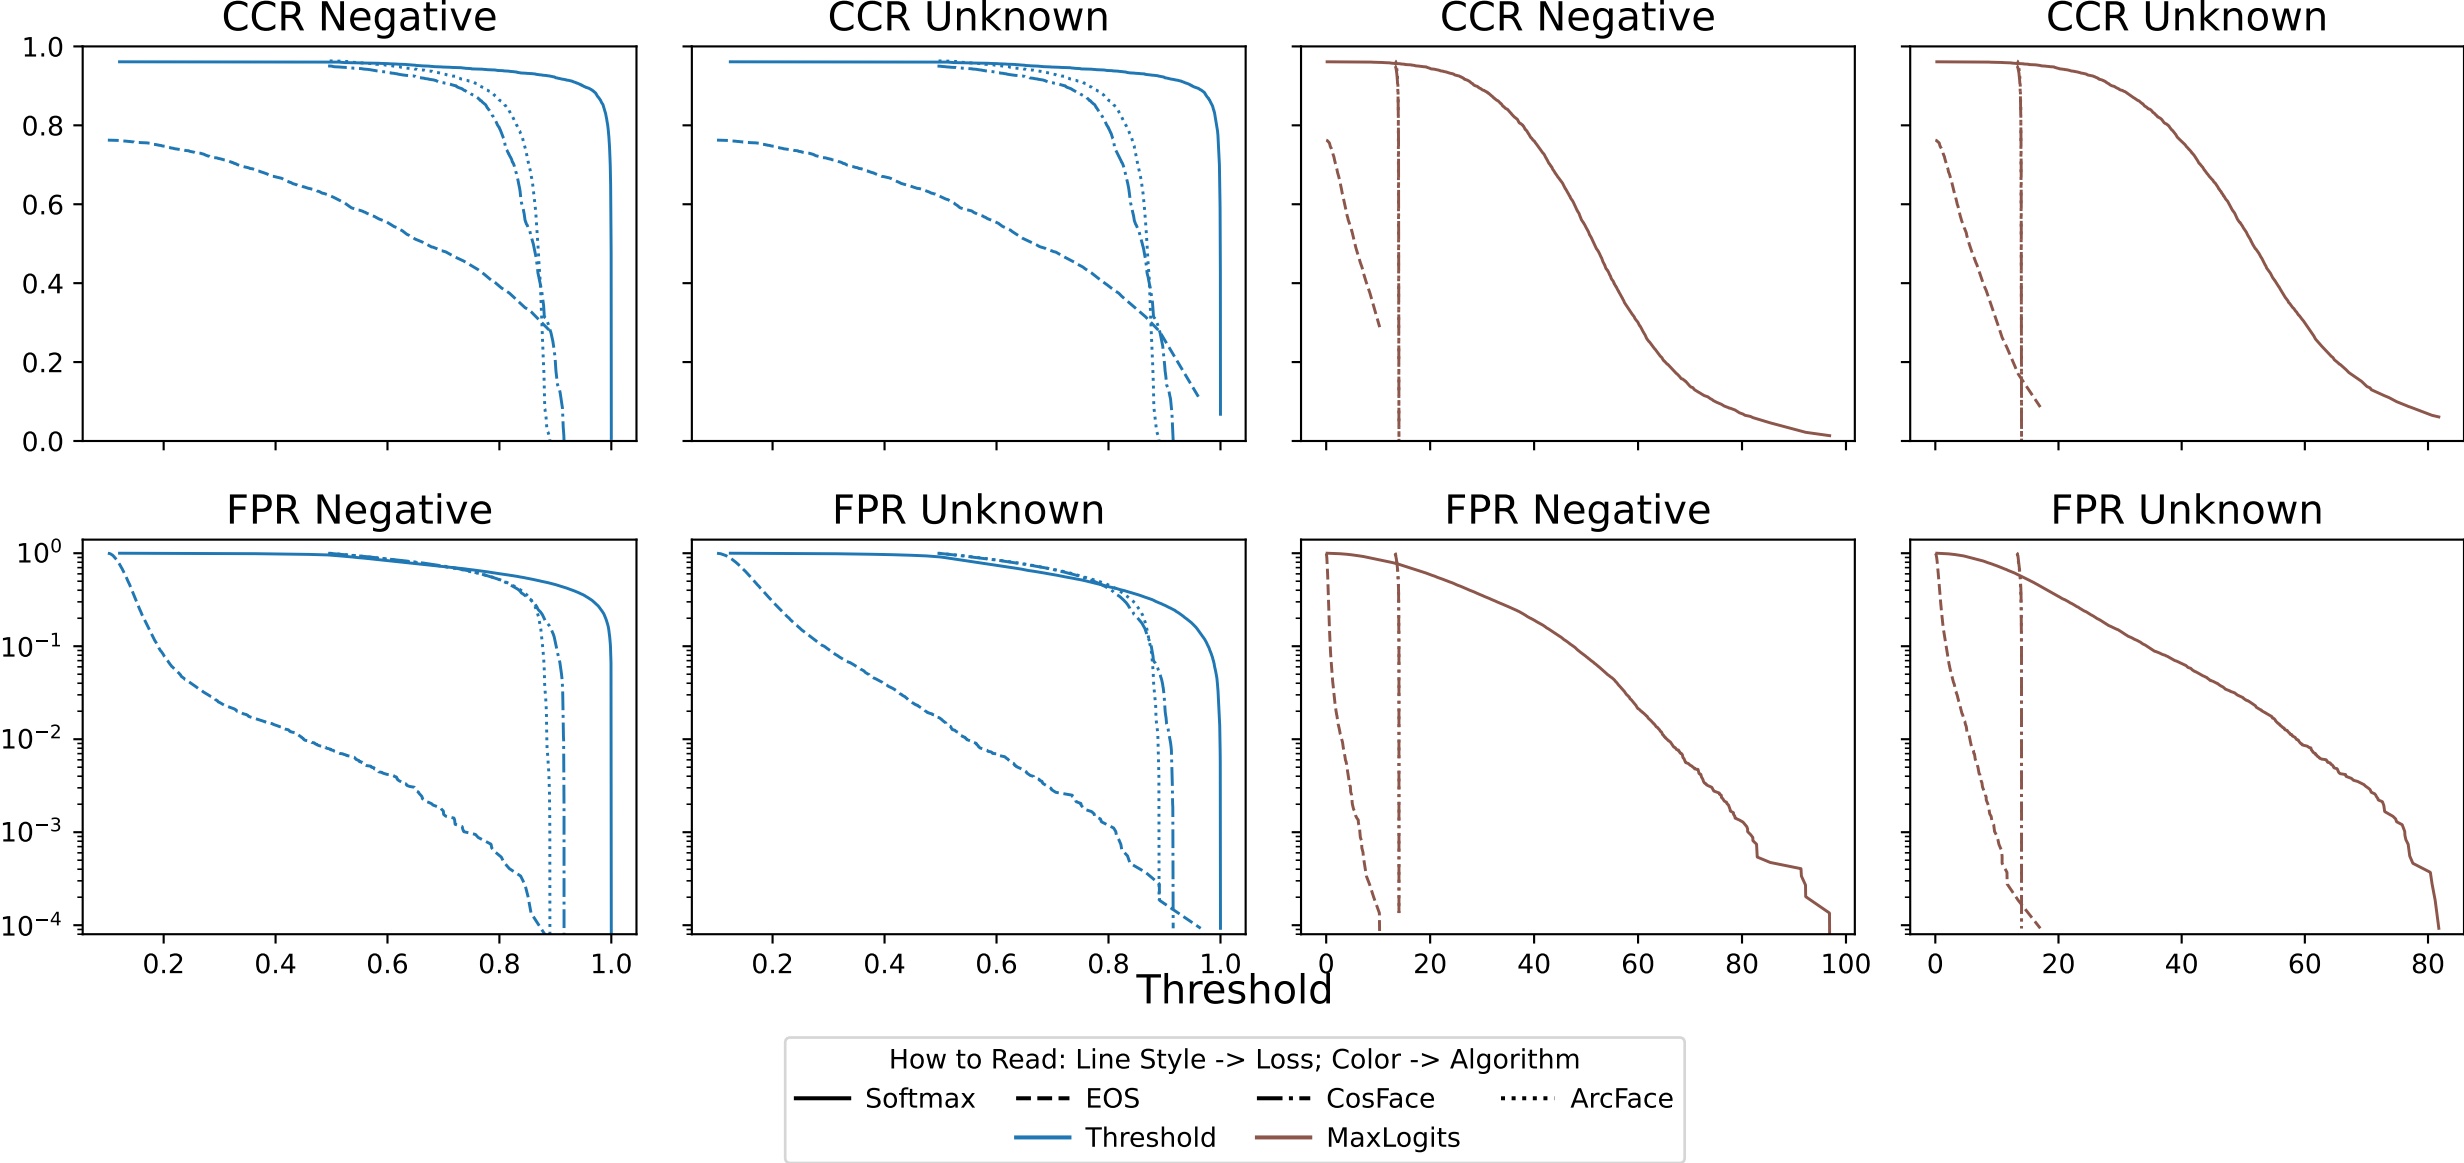 CCR Negative CCR Unknown CCR Negative CCR Unknown
1.0
0.8
0.6
0.4
0.2
0.0
FPR Negative FPR Unknown FPR Negative FPR Unknown
10⁰
10⁻¹
10⁻²
10⁻³
10⁻⁴
0.2 0.4 0.6 0.8 1.0 0.2 0.4 0.6 0.8 1.0 0 20 40 60 80 100 0 20 40 60 80
Threshold
How to Read: Line Style -> Loss; Color -> Algorithm
Softmax EOS CosFace ArcFace
Threshold MaxLogits